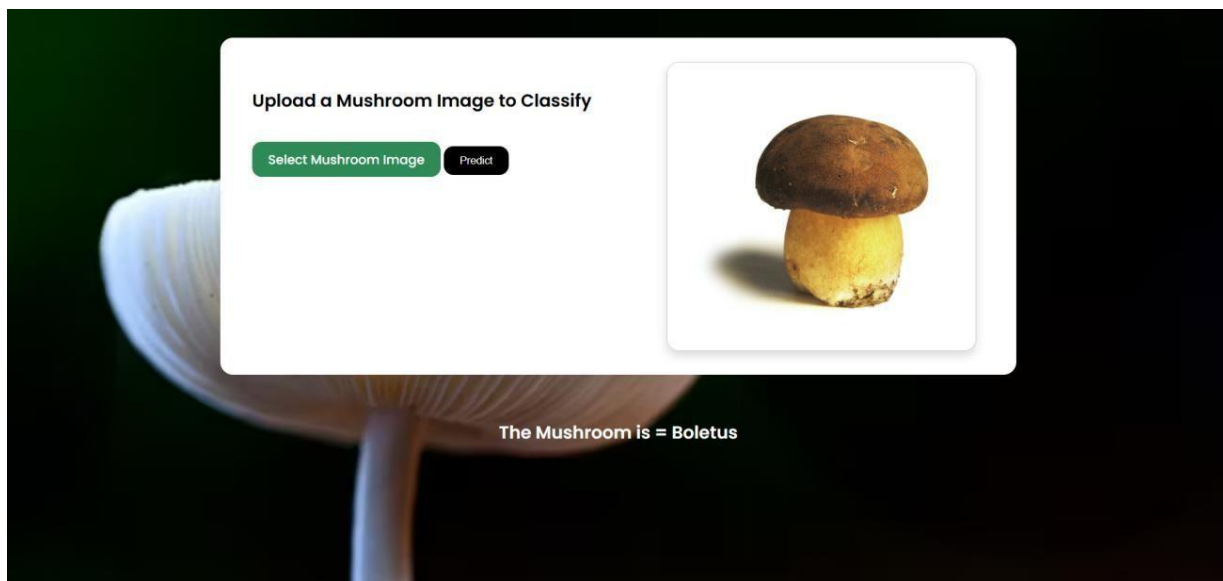 Upload a Mushroom Image to Classify
Select Mushroom Image Predict
The Mushroom is = Boletus